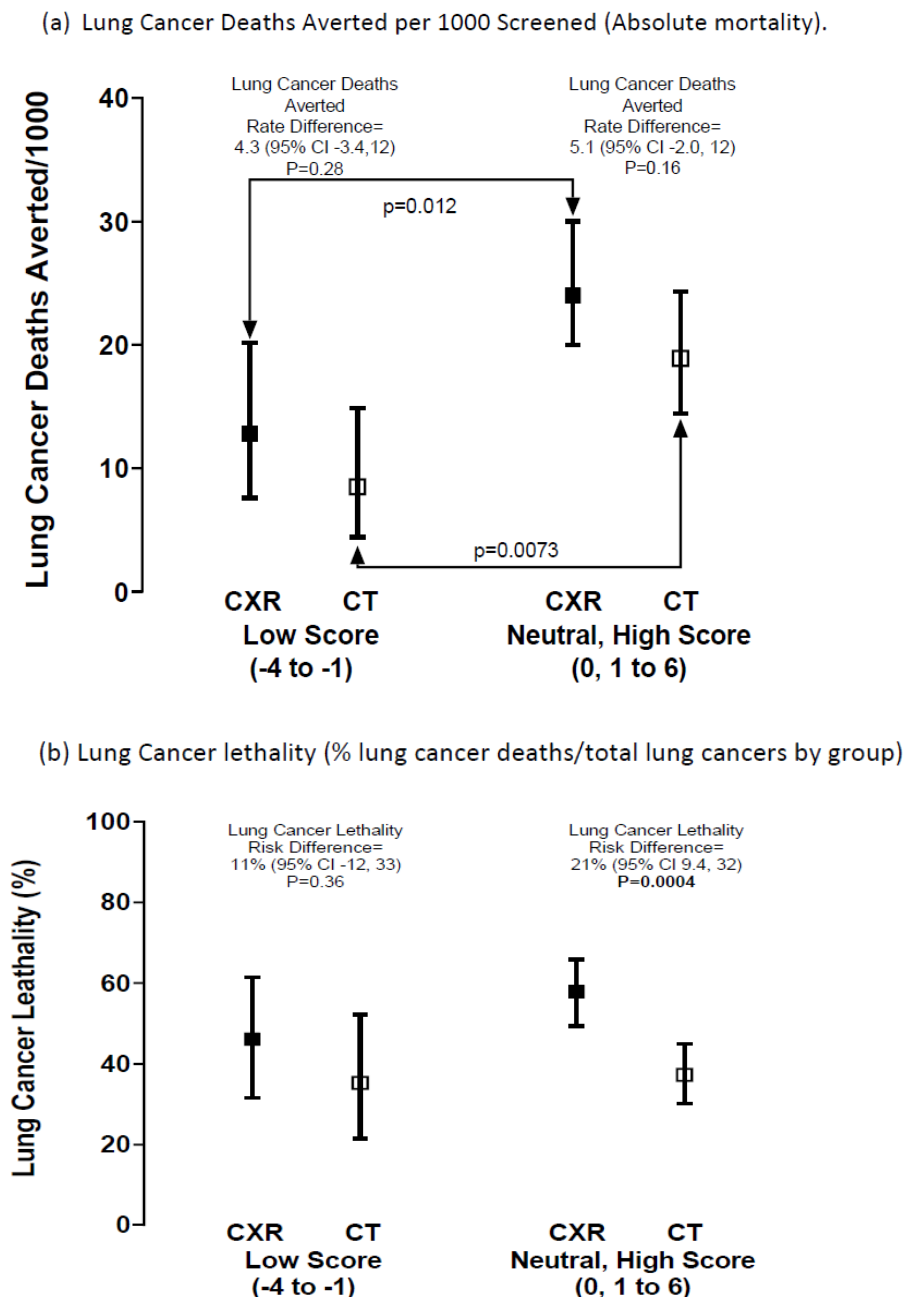 (a) Lung Cancer Deaths Averted per 1000 Screened (Absolute mortality).
Lung Cancer Deaths Averted/1000
40
30
20
10
0
Lung Cancer Deaths
Averted
Rate Difference=
4.3 (95% CI -3.4,12)
P=0.28
Lung Cancer Deaths
Averted
Rate Difference=
5.1 (95% CI -2.0, 12)
P=0.16
p=0.012
p=0.0073
CXR CT CXR CT
Low Score Neutral, High Score
(-4 to -1) (0, 1 to 6)
(b) Lung Cancer lethality (% lung cancer deaths/total lung cancers by group)
Lung Cancer Leathality (%)
100
80
60
40
20
0
Lung Cancer Lethality
Risk Difference=
11% (95% CI -12, 33)
P=0.36
Lung Cancer Lethality
Risk Difference=
21% (95% CI 9.4, 32)
P=0.0004
CXR CT CXR CT
Low Score Neutral, High Score
(-4 to -1) (0, 1 to 6)